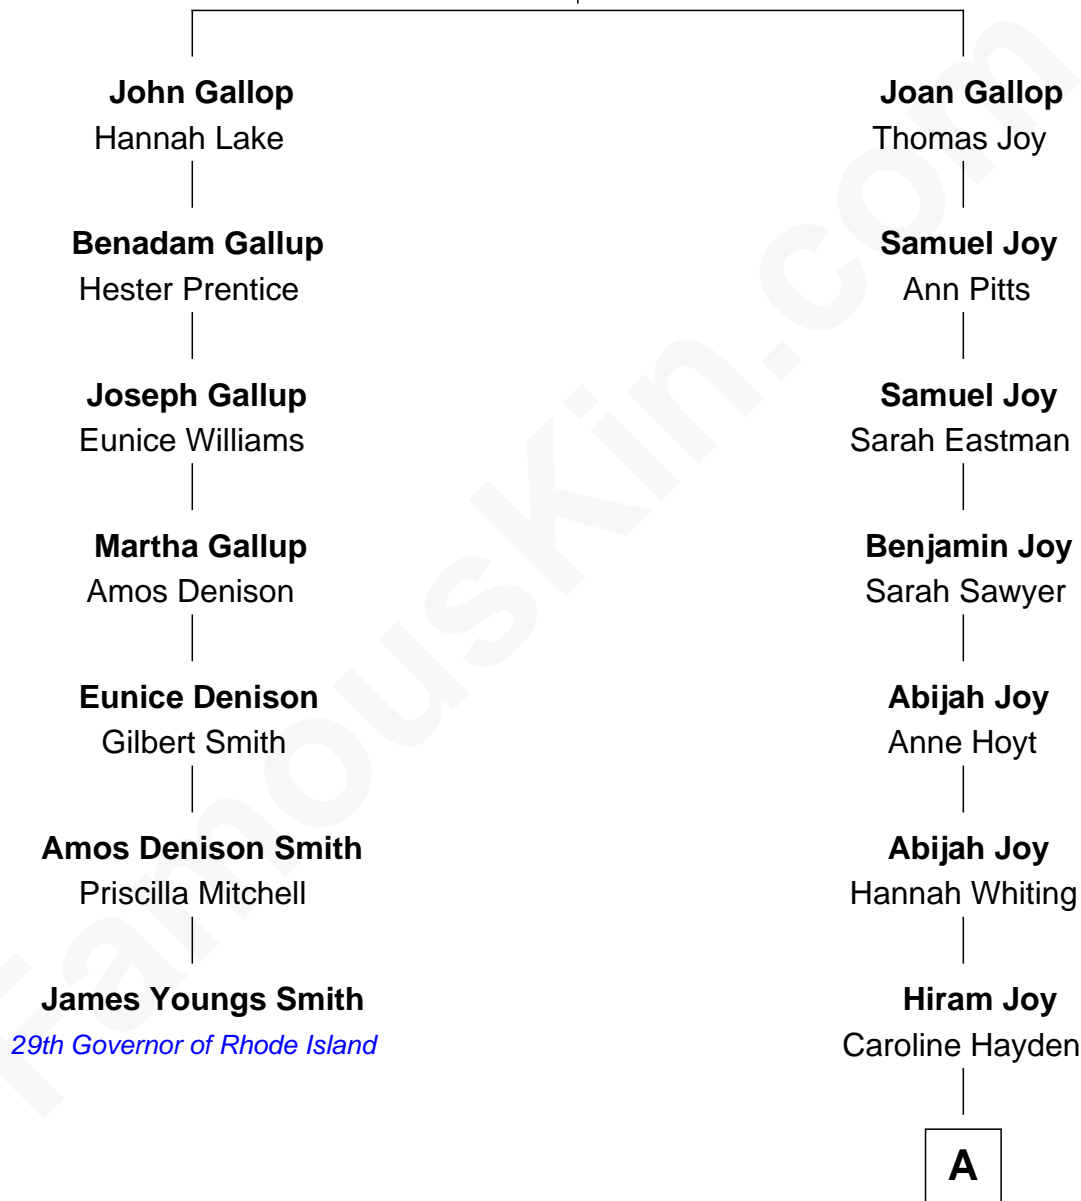 John Gallop
Hannah Lake
Joan Gallop
Thomas Joy
Benadam Gallup
Hester Prentice
Samuel Joy
Ann Pitts
Joseph Gallup
Eunice Williams
Samuel Joy
Sarah Eastman
Martha Gallup
Amos Denison
Benjamin Joy
Sarah Sawyer
Eunice Denison
Gilbert Smith
Abijah Joy
Anne Hoyt
Amos Denison Smith
Priscilla Mitchell
Abijah Joy
Hannah Whiting
James Youngs Smith
29th Governor of Rhode Island
Hiram Joy
Caroline Hayden
A
FamousKin.com